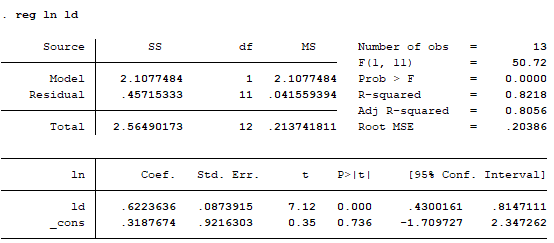 . reg ln ld
Source SS df MS Number of obs = 13
F(1, 11) = 50.72
Model 2.1077484 1 2.1077484 Prob > F = 0.0000
Residual .45715333 11 .041559394 R-squared = 0.8218
Adj R-squared = 0.8056
Total 2.56490173 12 .213741811 Root MSE = .20386
ln Coef. Std. Err. t P>|t| [95% Conf. Interval]
ld .6223636 .0873915 7.12 0.000 .4300161 .8147111
_cons .3187674 .9216303 0.35 0.736 -1.709727 2.347262